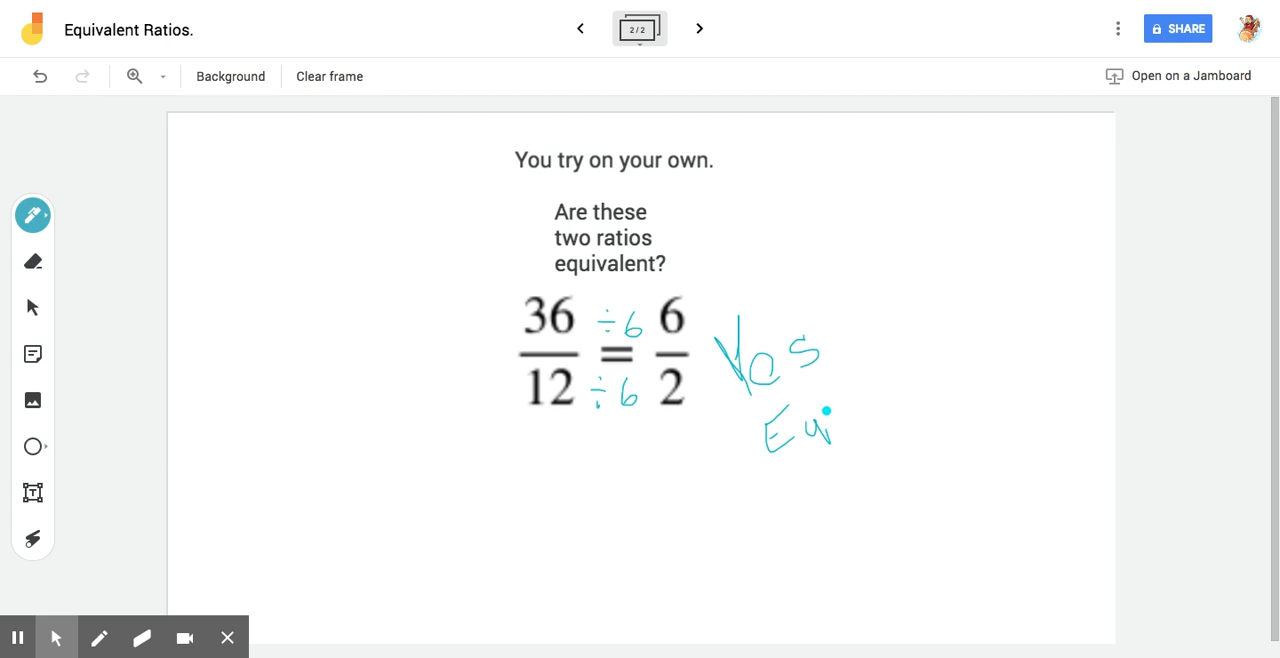 Equivalent Ratios.
2 / 2
SHARE
Background
Clear frame
Open on a Jamboard
You try on your own.
Are these
two ratios
equivalent?
36 ÷6 6
=
12 ÷6 2
Yes
Eq